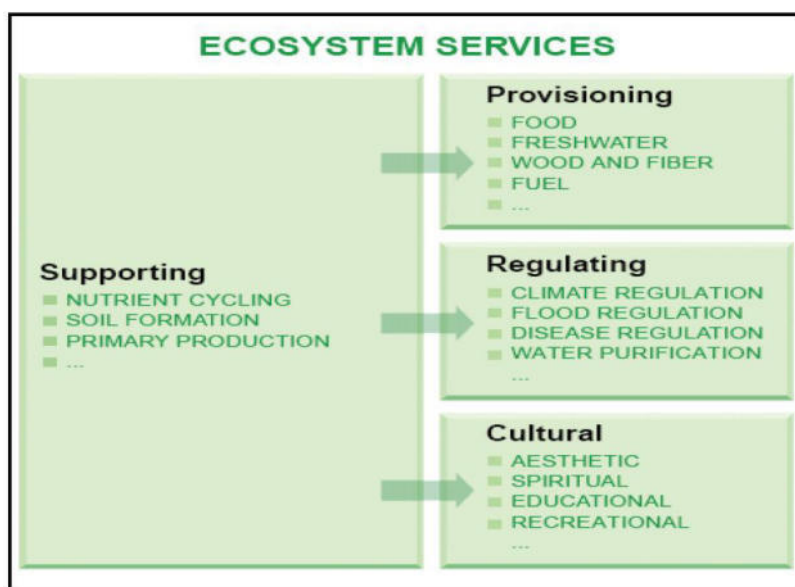 ECOSYSTEM SERVICES
Supporting
NUTRIENT CYCLING
SOIL FORMATION
PRIMARY PRODUCTION
...
Provisioning
FOOD
FRESHWATER
WOOD AND FIBER
FUEL
...
Regulating
CLIMATE REGULATION
FLOOD REGULATION
DISEASE REGULATION
WATER PURIFICATION
...
Cultural
AESTHETIC
SPIRITUAL
EDUCATIONAL
RECREATIONAL
...